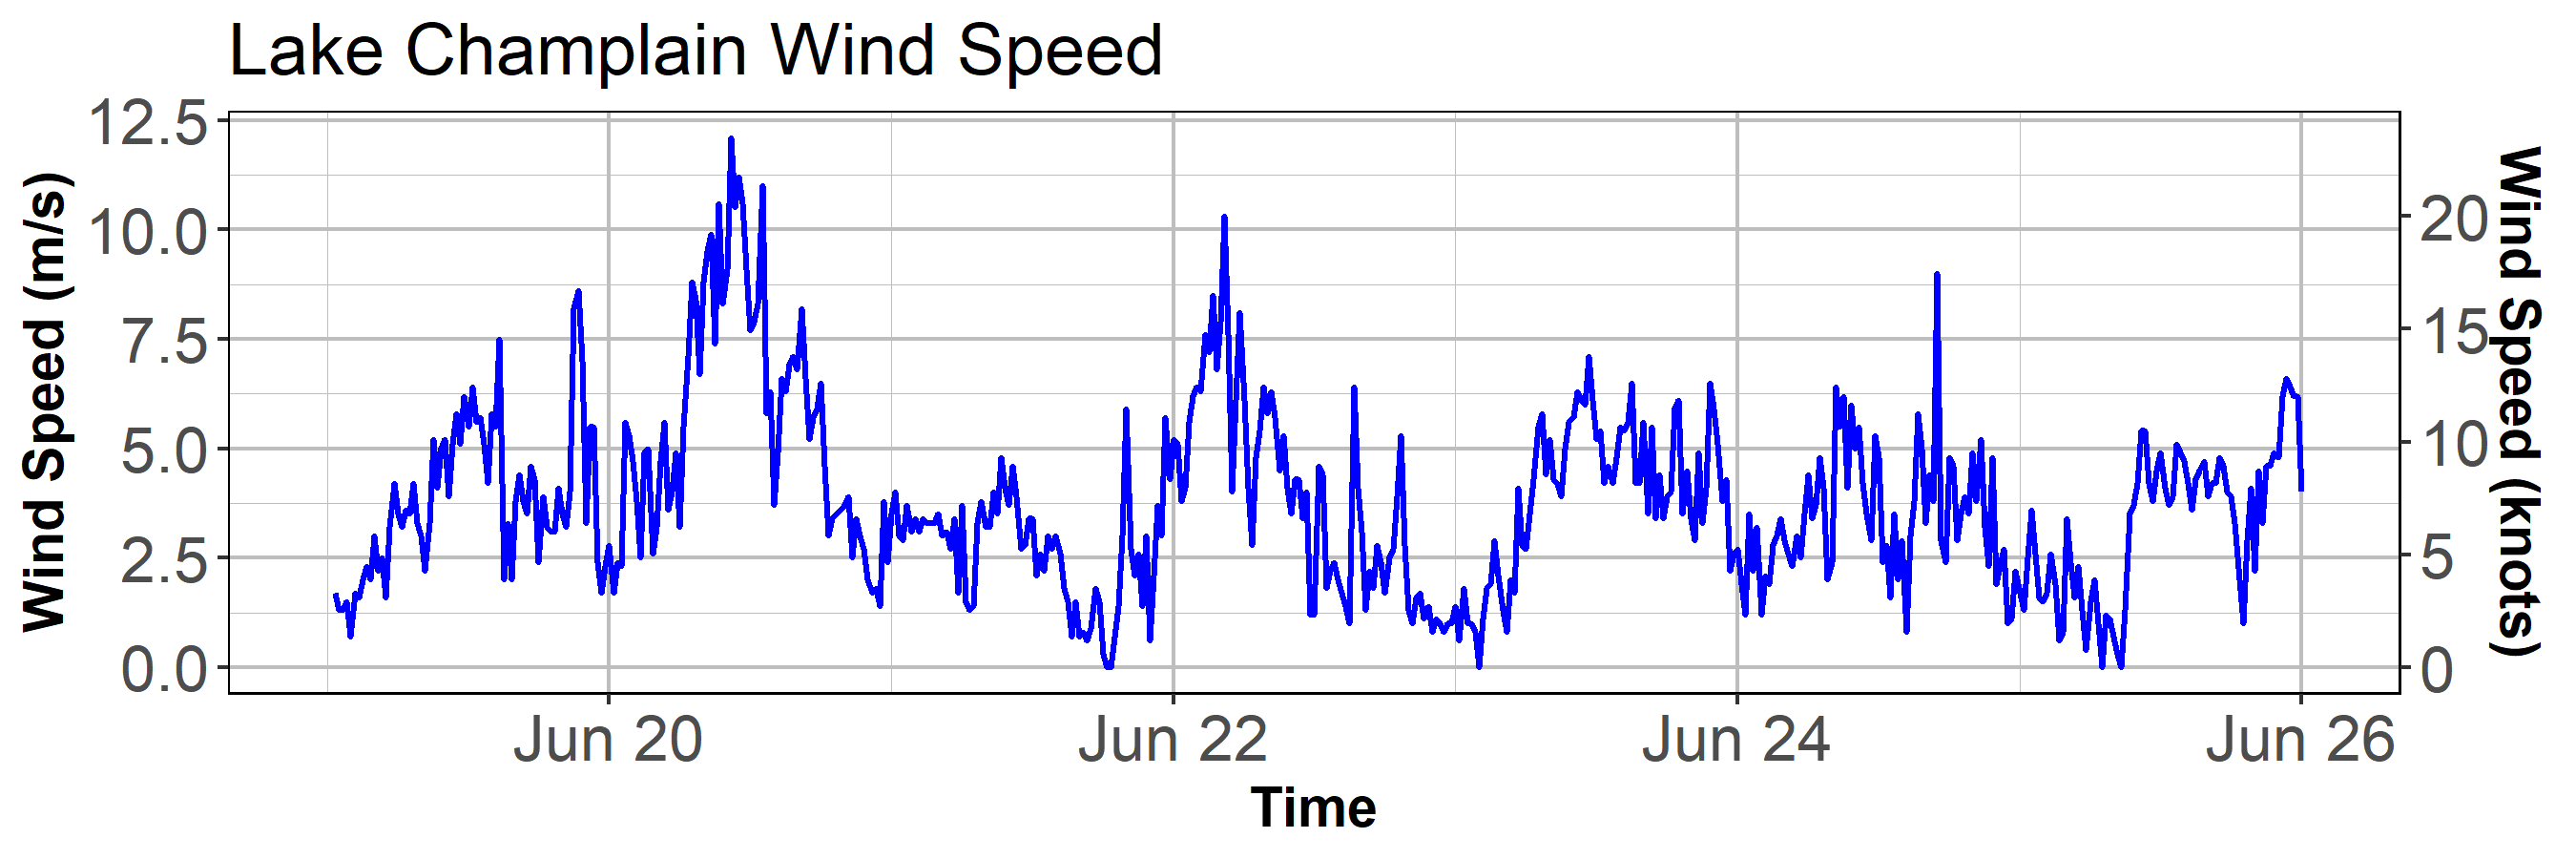 Lake Champlain Wind Speed
Wind Speed (m/s)
12.5
10.0
7.5
5.0
2.5
0.0
20
15
10
5
0
Wind Speed (knots)
Jun 20 Jun 22 Jun 24 Jun 26
Time